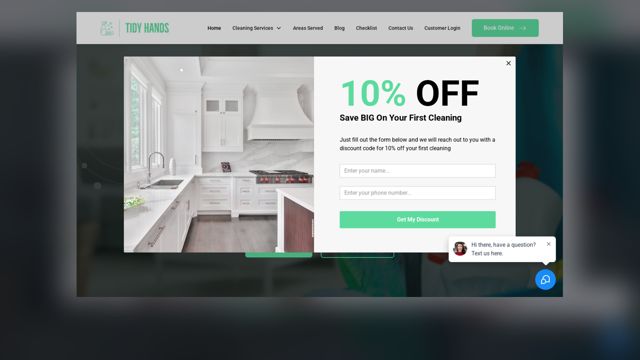 TIDY HANDS
Home
Cleaning Services
Areas Served
Blog
Checklist
Contact Us
Customer Login
Book Online
10% OFF
Save BIG On Your First Cleaning
Just fill out the form below and we will reach out to you with a
discount code for 10% off your first cleaning
Enter your name...
Enter your phone number...
Get My Discount
Hi there, have a question?
Text us here.